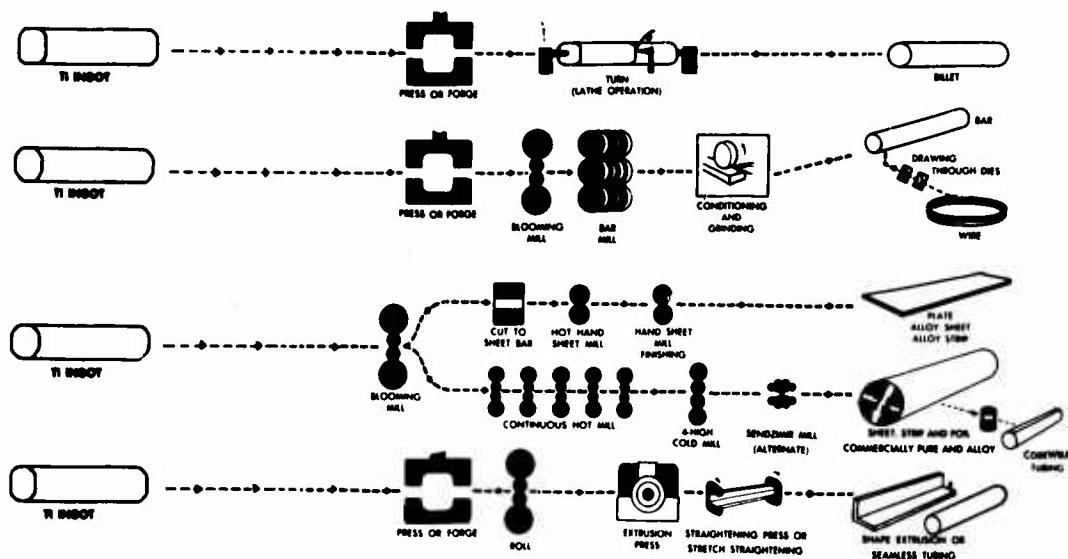 TI INGOT
PRESS OR FORGE
TURN
(LATHE OPERATION)
BILLET
TI INGOT
PRESS OR FORGE
BLOOMING
MILL
BAR
MILL
CONDITIONING
AND
GRINDING
BAR
DRAWING
THROUGH DIES
WIRE
TI INGOT
BLOOMING
MILL
CUT TO
SHEET BAR
HOT HAND
SHEET MILL
HAND SHEET
MILL
FINISHING
PLATE
ALLOY SHEET
ALLOY STRIP
CONTINUOUS HOT MILL
4-HIGH
COLD MILL
SENDZIMIR MILL
(ALTERNATE)
SHEET, STRIP AND FOIL
COMMERCIALLY PURE AND ALLOY
TUBING
TI INGOT
PRESS OR FORGE
ROLL
EXTRUSION
PRESS
STRAIGHTENING PRESS OR
STRETCH STRAIGHTENING
SHAPE EXTRUSION OR
SEAMLESS TUBING